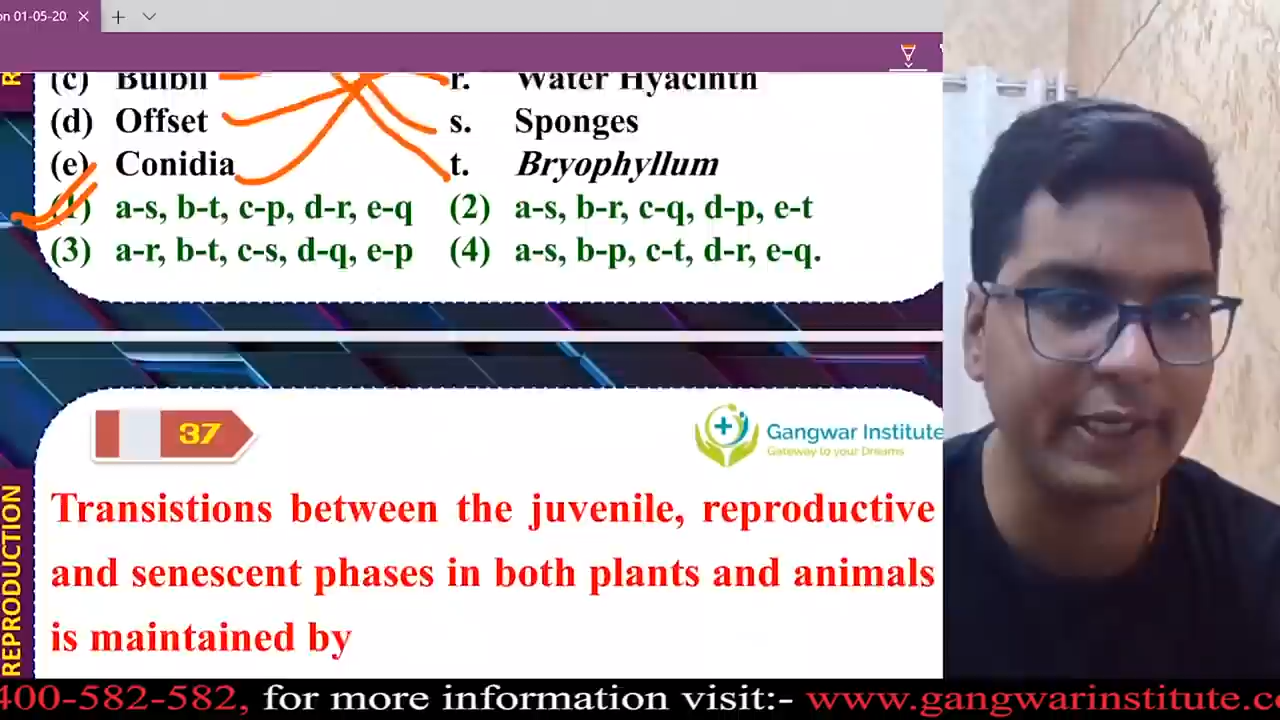 on 01-05-20
(c) Bulbil r. Water Hyacinth
(d) Offset s. Sponges
(e) Conidia t. Bryophyllum
(1) a-s, b-t, c-p, d-r, e-q (2) a-s, b-r, c-q, d-p, e-t
(3) a-r, b-t, c-s, d-q, e-p (4) a-s, b-p, c-t, d-r, e-q.
37
Gangwar Institute
Gateway to your Dreams
Transistions between the juvenile, reproductive
and senescent phases in both plants and animals
is maintained by
REPRODUCTION
400-582-582, for more information visit:- www.gangwarinstitute.c